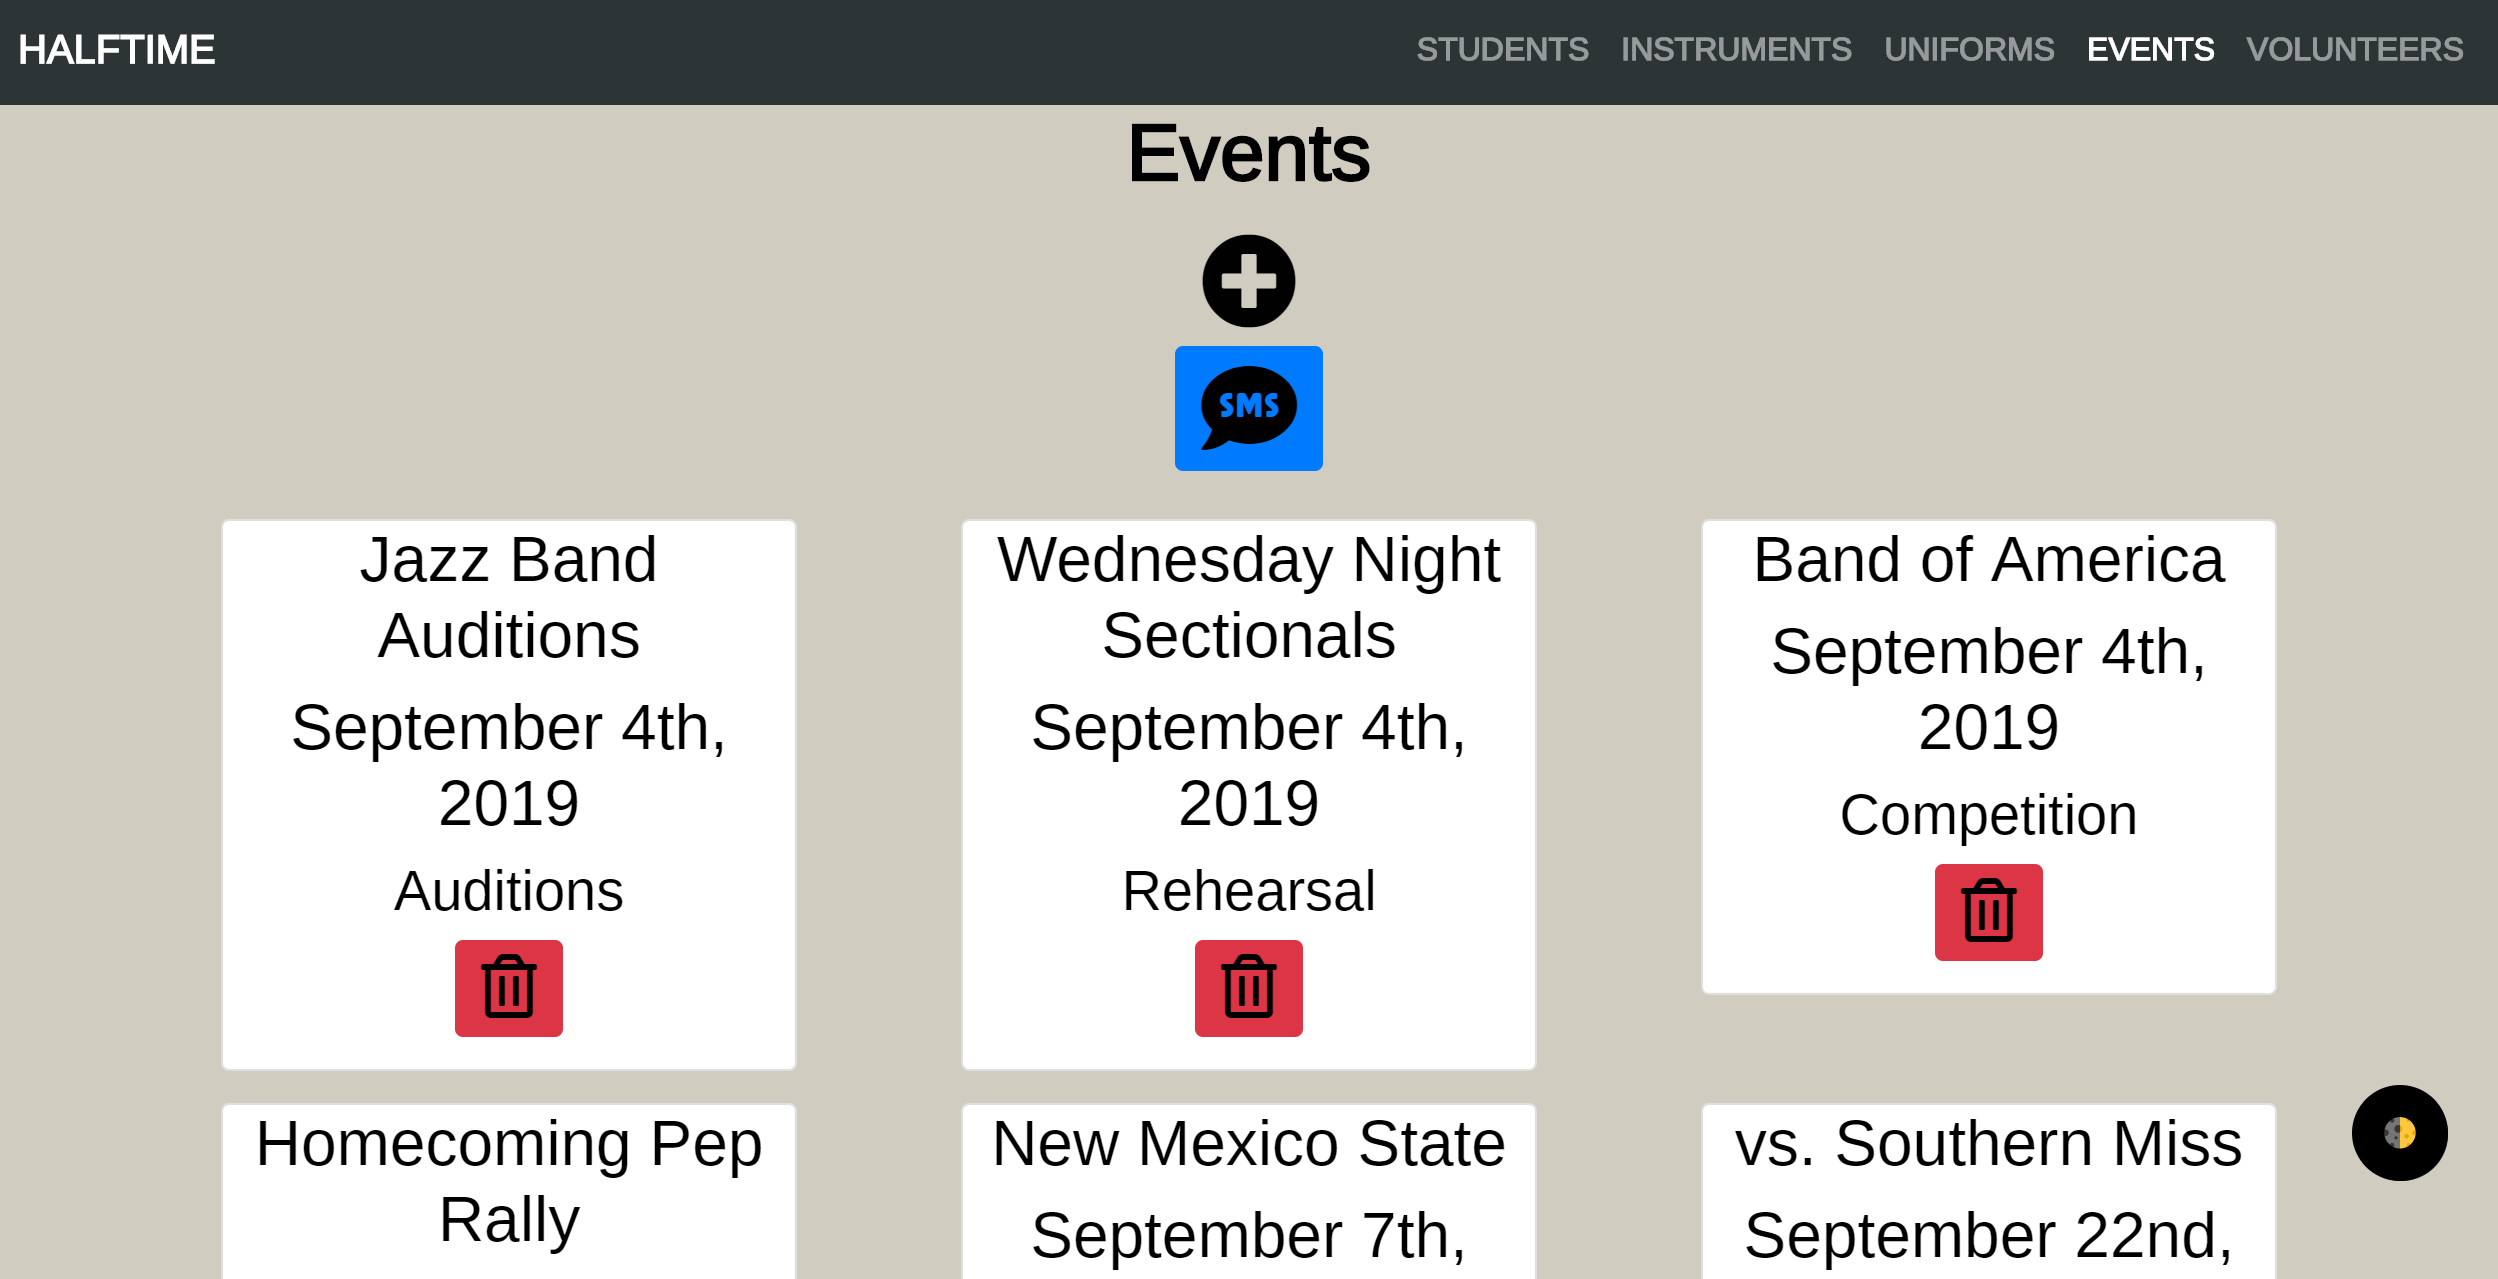 HALFTIME
STUDENTS INSTRUMENTS UNIFORMS EVENTS VOLUNTEERS
Events
SMS
Jazz Band
Auditions
September 4th,
2019
Auditions
Wednesday Night
Sectionals
September 4th,
2019
Rehearsal
Band of America
September 4th,
2019
Competition
Homecoming Pep
Rally
New Mexico State
September 7th,
vs. Southern Miss
September 22nd,